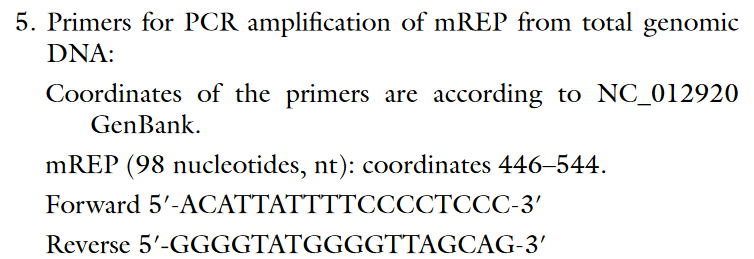 5. Primers for PCR amplification of mREP from total genomic
DNA:
Coordinates of the primers are according to NC_012920
GenBank.
mREP (98 nucleotides, nt): coordinates 446–544.
Forward 5′-ACATTATTTTCCCCTCCC-3′
Reverse 5′-GGGGTATGGGGTTAGCAG-3′